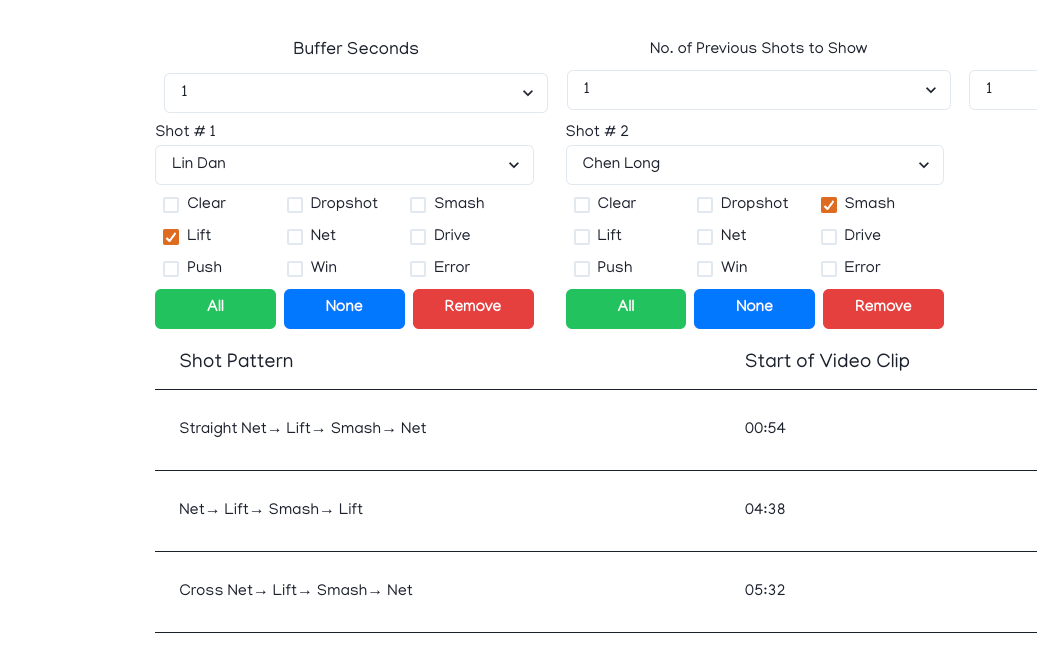 Buffer Seconds No. of Previous Shots to Show
1 1 1
Shot # 1 Shot # 2
Lin Dan Chen Long
Clear Dropshot Smash Clear Dropshot Smash
Lift Net Drive Lift Net Drive
Push Win Error Push Win Error
All None Remove All None Remove
Shot Pattern Start of Video Clip
Straight Net→ Lift→ Smash→ Net 00:54
Net→ Lift→ Smash→ Lift 04:38
Cross Net→ Lift→ Smash→ Net 05:32